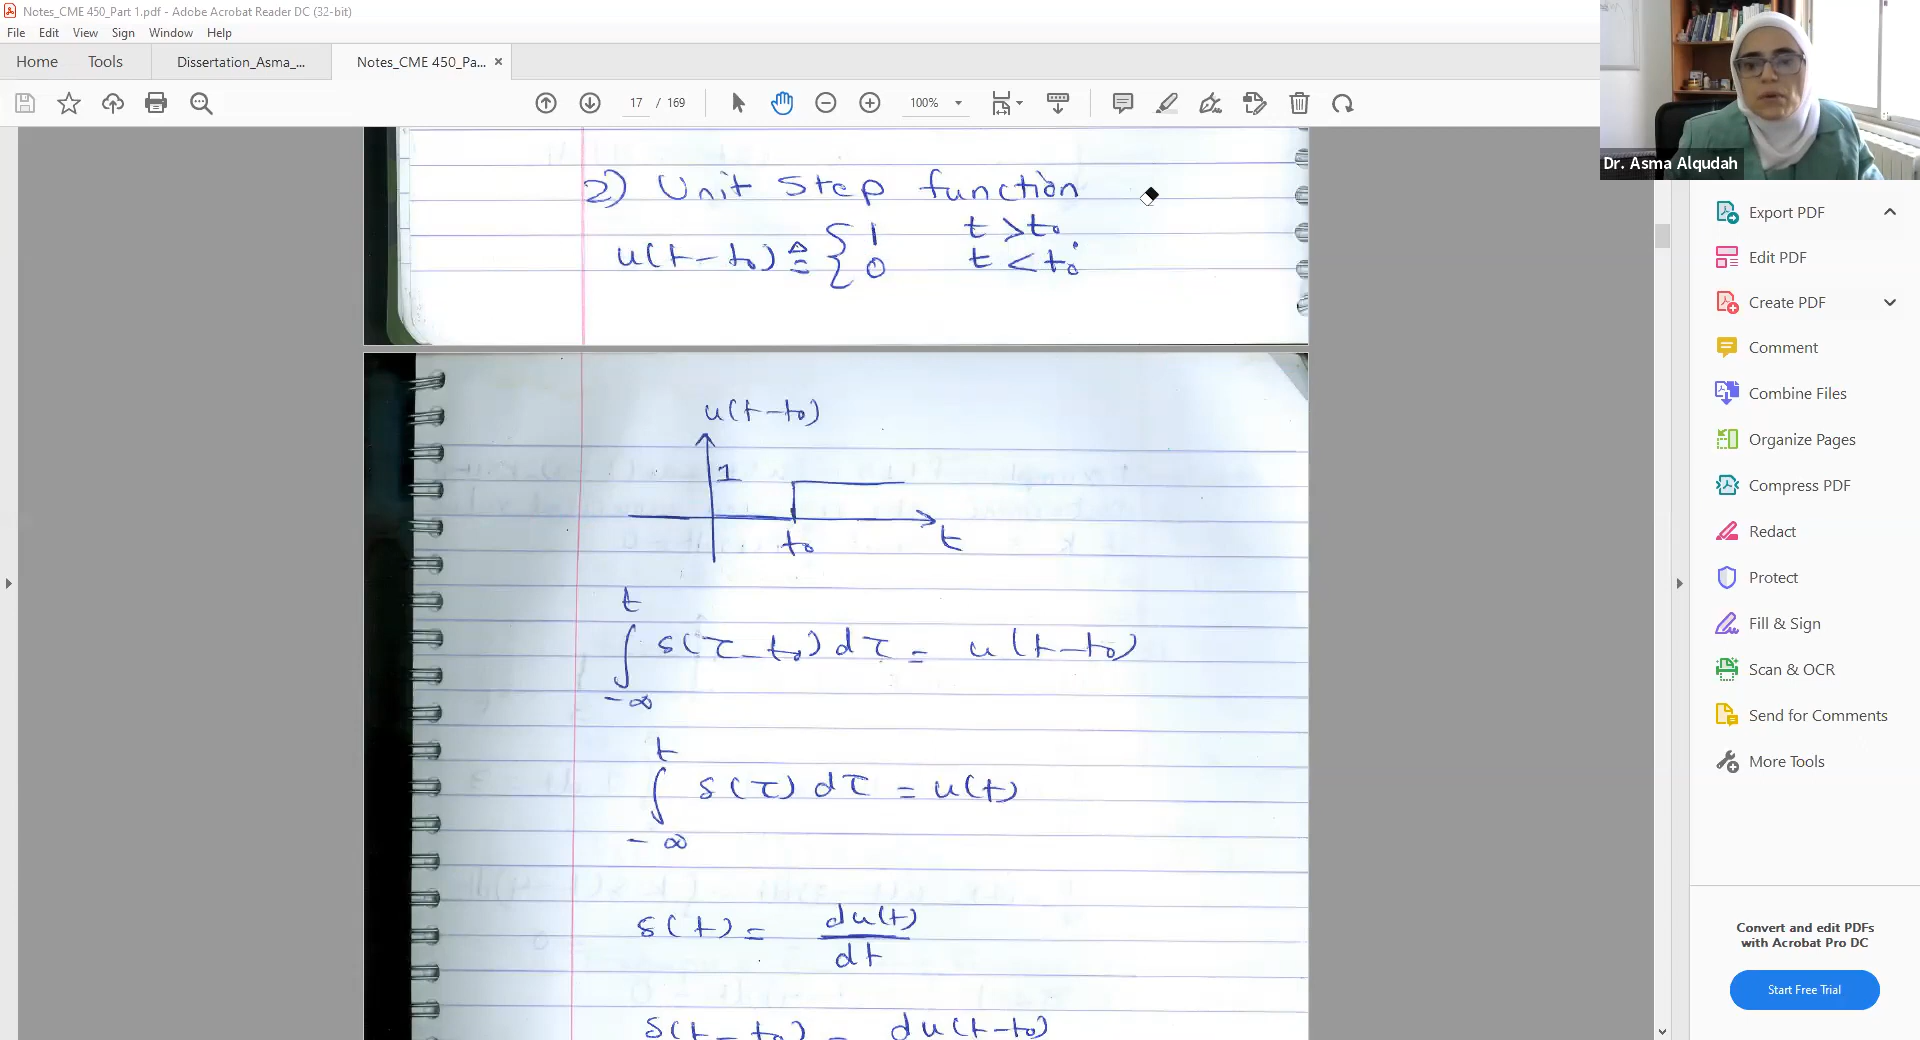 Notes_CME 450_Part 1.pdf - Adobe Acrobat Reader DC (32-bit)
File Edit View Sign Window Help
Home Tools Dissertation_Asma_... Notes_CME 450_Pa... ×
17 / 169 100%
Dr. Asma Alqudah
2) Unit Step function
u(t-t₀) ≜ { 1 t > t₀
0 t < t₀
u(t-t₀)
1
t₀ t
∫_{-∞}^{t} δ(τ-t₀) dτ = u(t-t₀)
∫_{-∞}^{t} δ(τ) dτ = u(t)
δ(t) = du(t)/dt
δ(t-t₀) = du(t-t₀)
Export PDF
Edit PDF
Create PDF
Comment
Combine Files
Organize Pages
Compress PDF
Redact
Protect
Fill & Sign
Scan & OCR
Send for Comments
More Tools
Convert and edit PDFs
with Acrobat Pro DC
Start Free Trial